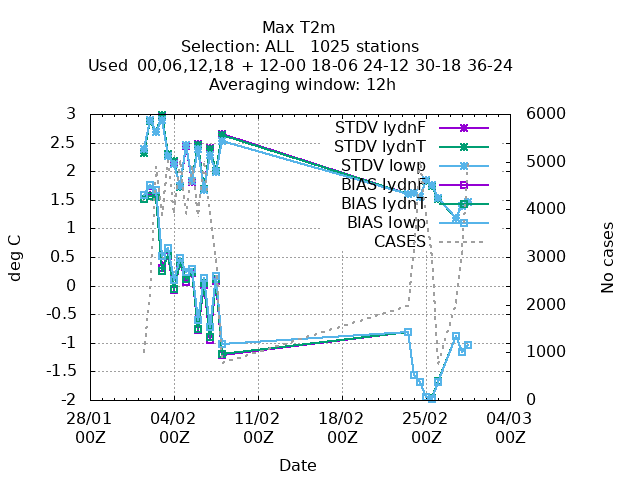 Max T2m
Selection: ALL   1025 stations
Used  00,06,12,18 + 12-00 18-06 24-12 30-18 36-24
Averaging window: 12h
3
2.5
2
1.5
1
0.5
0
-0.5
-1
-1.5
-2
6000
5000
4000
3000
2000
1000
0
STDV lydnF
STDV lydnT
STDV lowp
BIAS lydnF
BIAS lydnT
BIAS lowp
CASES
deg C
No cases
28/01 04/02 11/02 18/02 25/02 04/03
00Z 00Z 00Z 00Z 00Z 00Z
Date